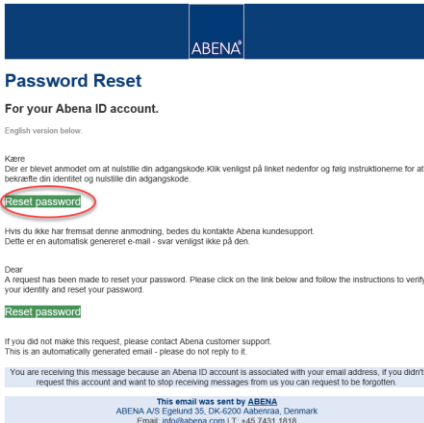 ABENA®
Password Reset
For your Abena ID account.
English version below.
Kære
Der er blevet anmodet om at nulstille din adgangskode.Klik venligst på linket nedenfor og følg instruktionerne for at
bekræfte din identitet og nulstille din adgangskode.
Reset password
Hvis du ikke har fremsat denne anmodning, bedes du kontakte Abena kundesupport.
Dette er en automatisk genereret e-mail - svar venligst ikke på den.
Dear
A request has been made to reset your password. Please click on the link below and follow the instructions to verify
your identity and reset your password.
Reset password
If you did not make this request, please contact Abena customer support.
This is an automatically generated email - please do not reply to it.
You are receiving this message because an Abena ID account is associated with your email address, if you didn't
request this account and want to stop receiving messages from us you can request to be forgotten.
This email was sent by ABENA
ABENA A/S Egelund 35, DK-6200 Aabenraa, Denmark
Email: info@abena.com | T: +45 7431 1818